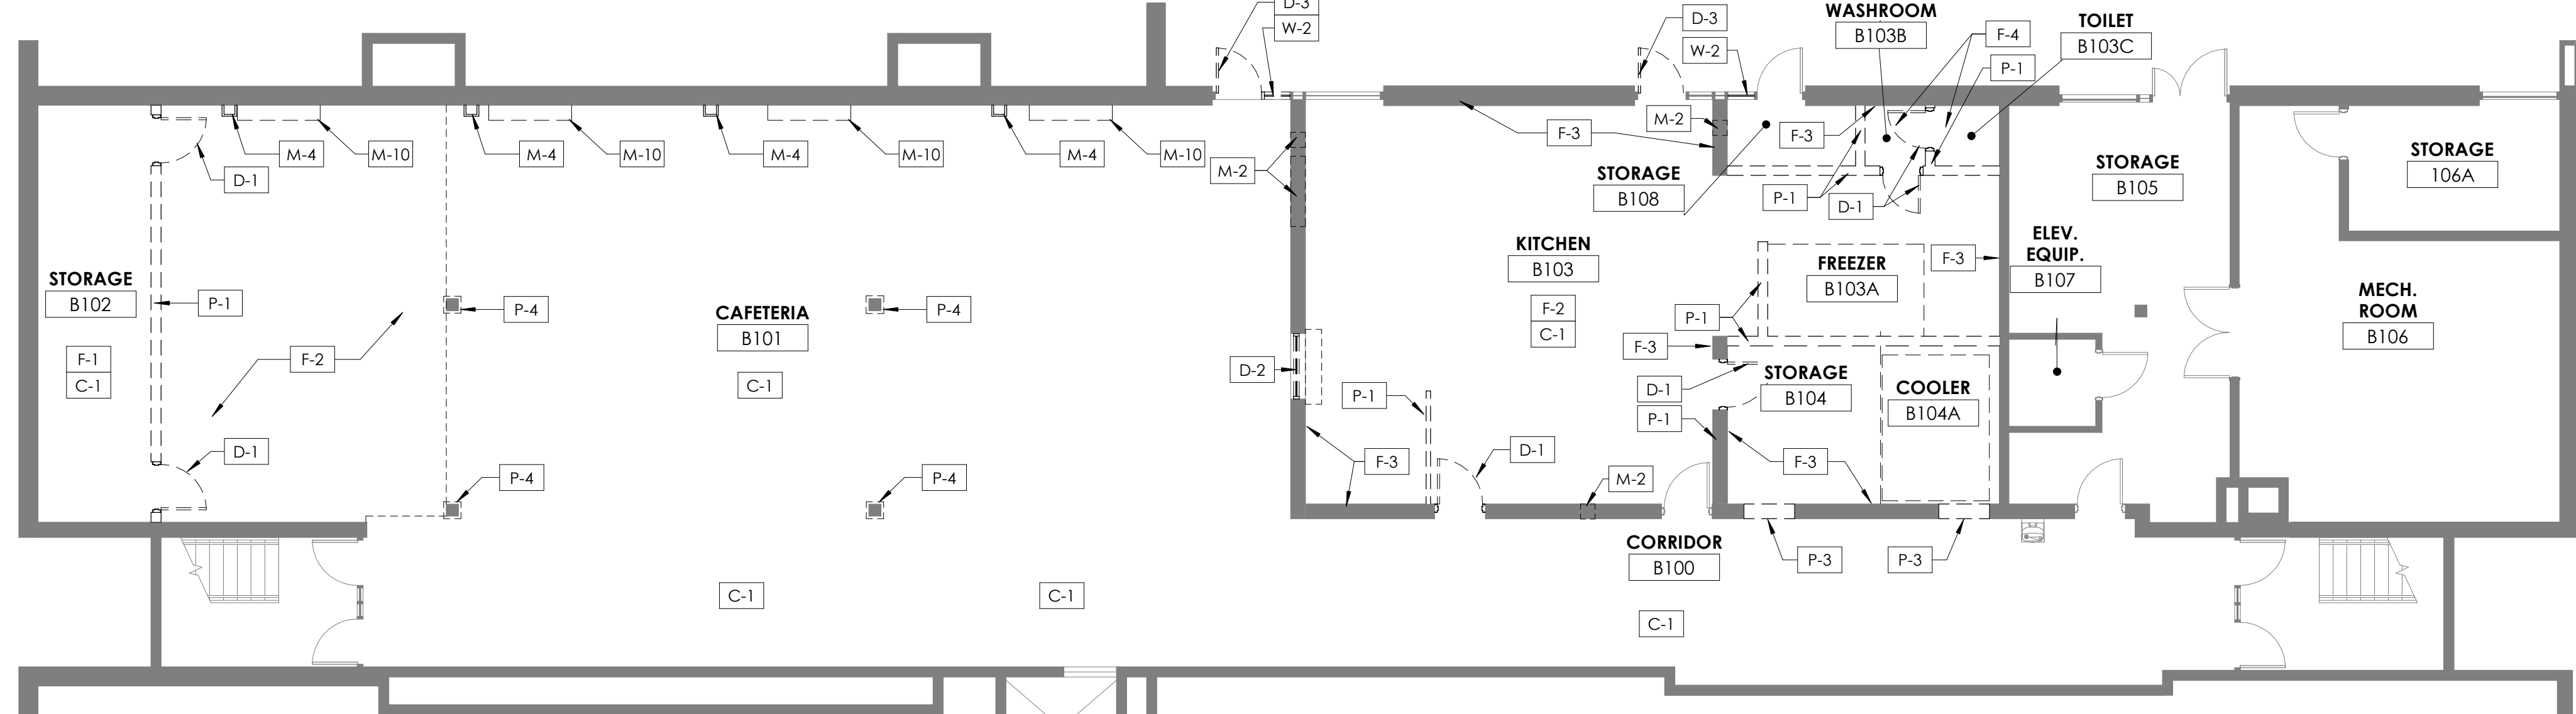 D-3
W-2
D-3
W-2
WASHROOM
B103B
F-4
TOILET
B103C
P-1
M-4
M-10
M-4
M-10
M-4
M-10
M-4
M-10
D-1
M-2
F-3
M-2
F-3
STORAGE
B108
P-1
D-1
STORAGE
B105
STORAGE
106A
STORAGE
B102
P-1
P-4
CAFETERIA
B101
P-4
KITCHEN
B103
F-2
C-1
FREEZER
B103A
F-3
ELEV.
EQUIP.
B107
MECH.
ROOM
B106
F-1
C-1
F-2
C-1
D-2
P-1
F-3
D-1
STORAGE
B104
COOLER
B104A
P-1
P-1
D-1
P-4
P-4
F-3
D-1
M-2
F-3
CORRIDOR
B100
P-3
P-3
C-1
C-1
C-1